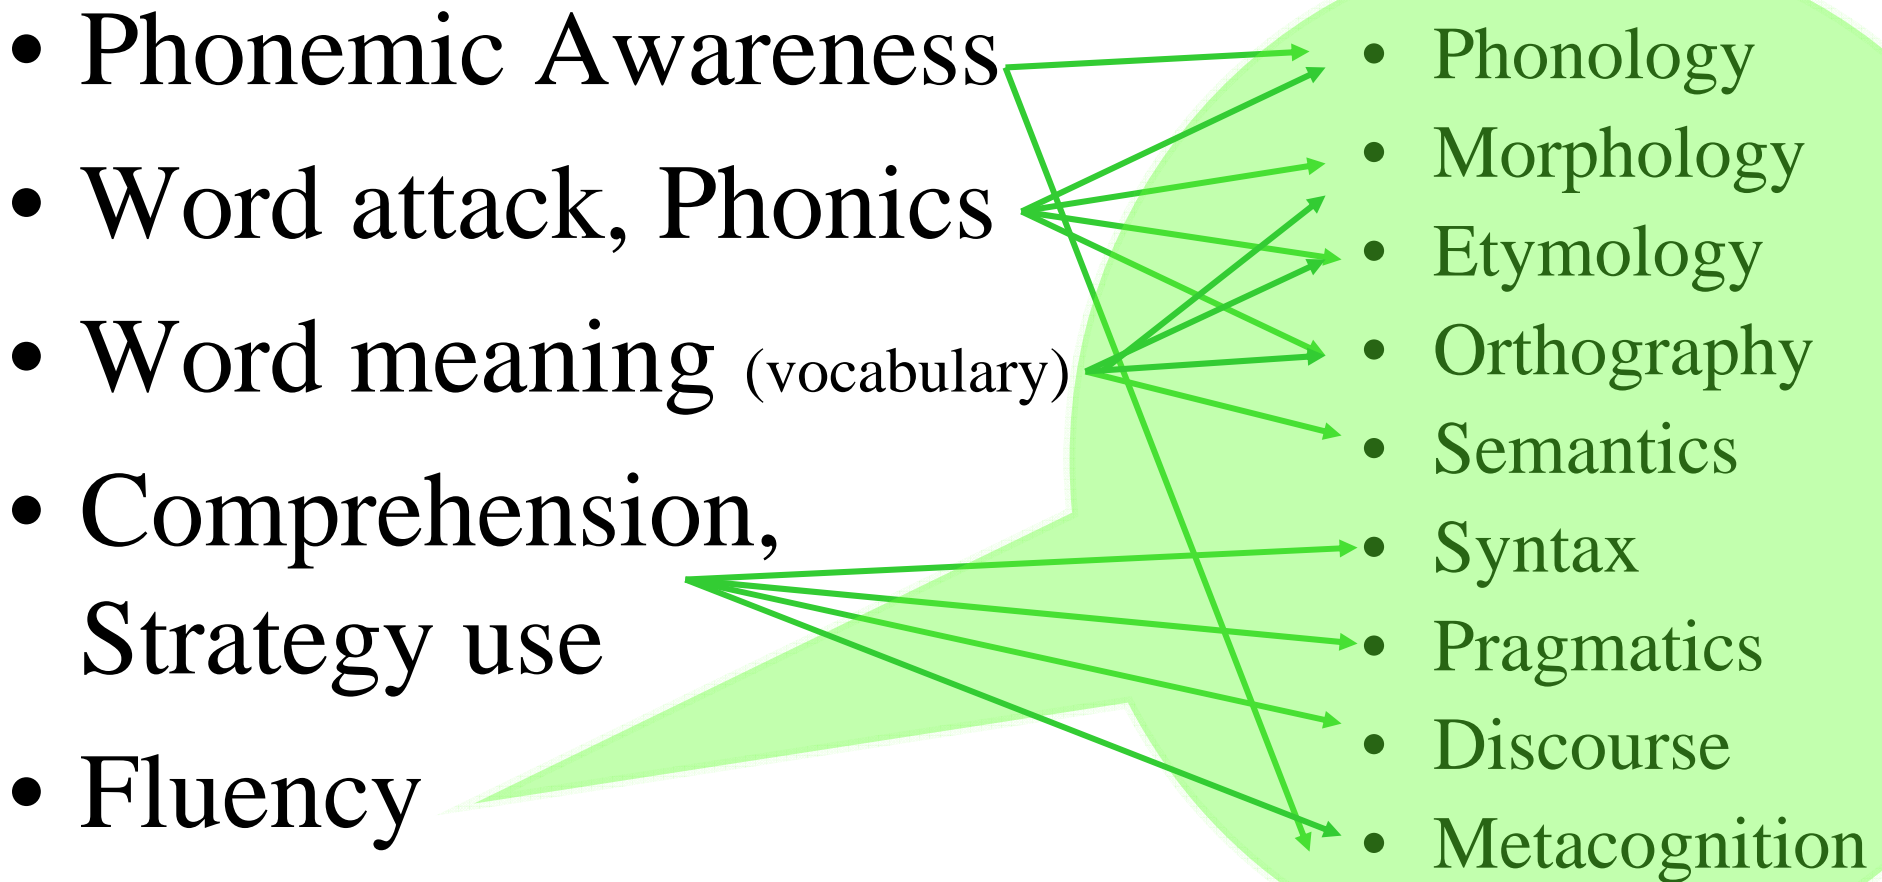 • Phonemic Awareness
• Word attack, Phonics
• Word meaning (vocabulary)
• Comprehension,
Strategy use
• Fluency
• Phonology
• Morphology
• Etymology
• Orthography
• Semantics
• Syntax
• Pragmatics
• Discourse
• Metacognition